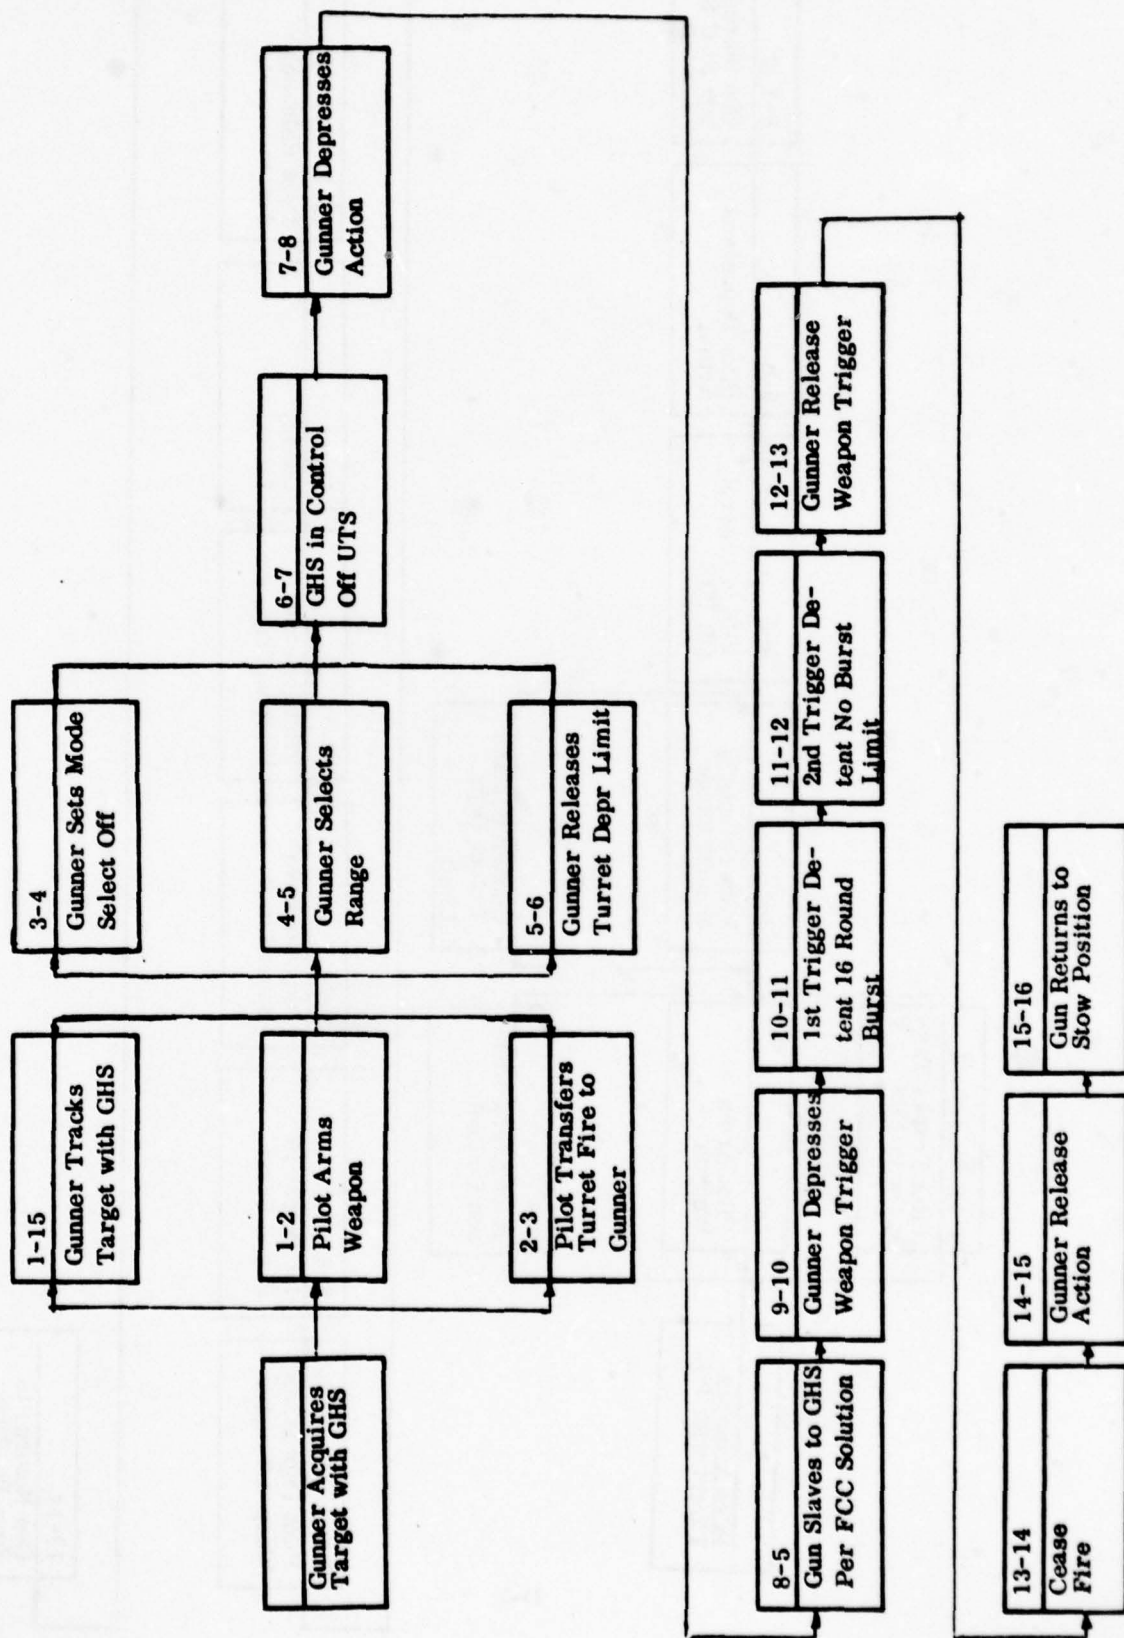 Gunner Acquires
Target with GHS
1-15
Gunner Tracks
Target with GHS
1-2
Pilot Arms
Weapon
2-3
Pilot Transfers
Turret Fire to
Gunner
3-4
Gunner Sets Mode
Select Off
4-5
Gunner Selects
Range
5-6
Gunner Releases
Turret Depr Limit
6-7
GHS in Control
Off UTS
7-8
Gunner Depresses
Action
8-5
Gun Slaves to GHS
Per FCC Solution
9-10
Gunner Depresses
Weapon Trigger
10-11
1st Trigger De-
tent 16 Round
Burst
11-12
2nd Trigger De-
tent No Burst
Limit
12-13
Gunner Release
Weapon Trigger
13-14
Cease
Fire
14-15
Gunner Release
Action
15-16
Gun Returns to
Stow Position